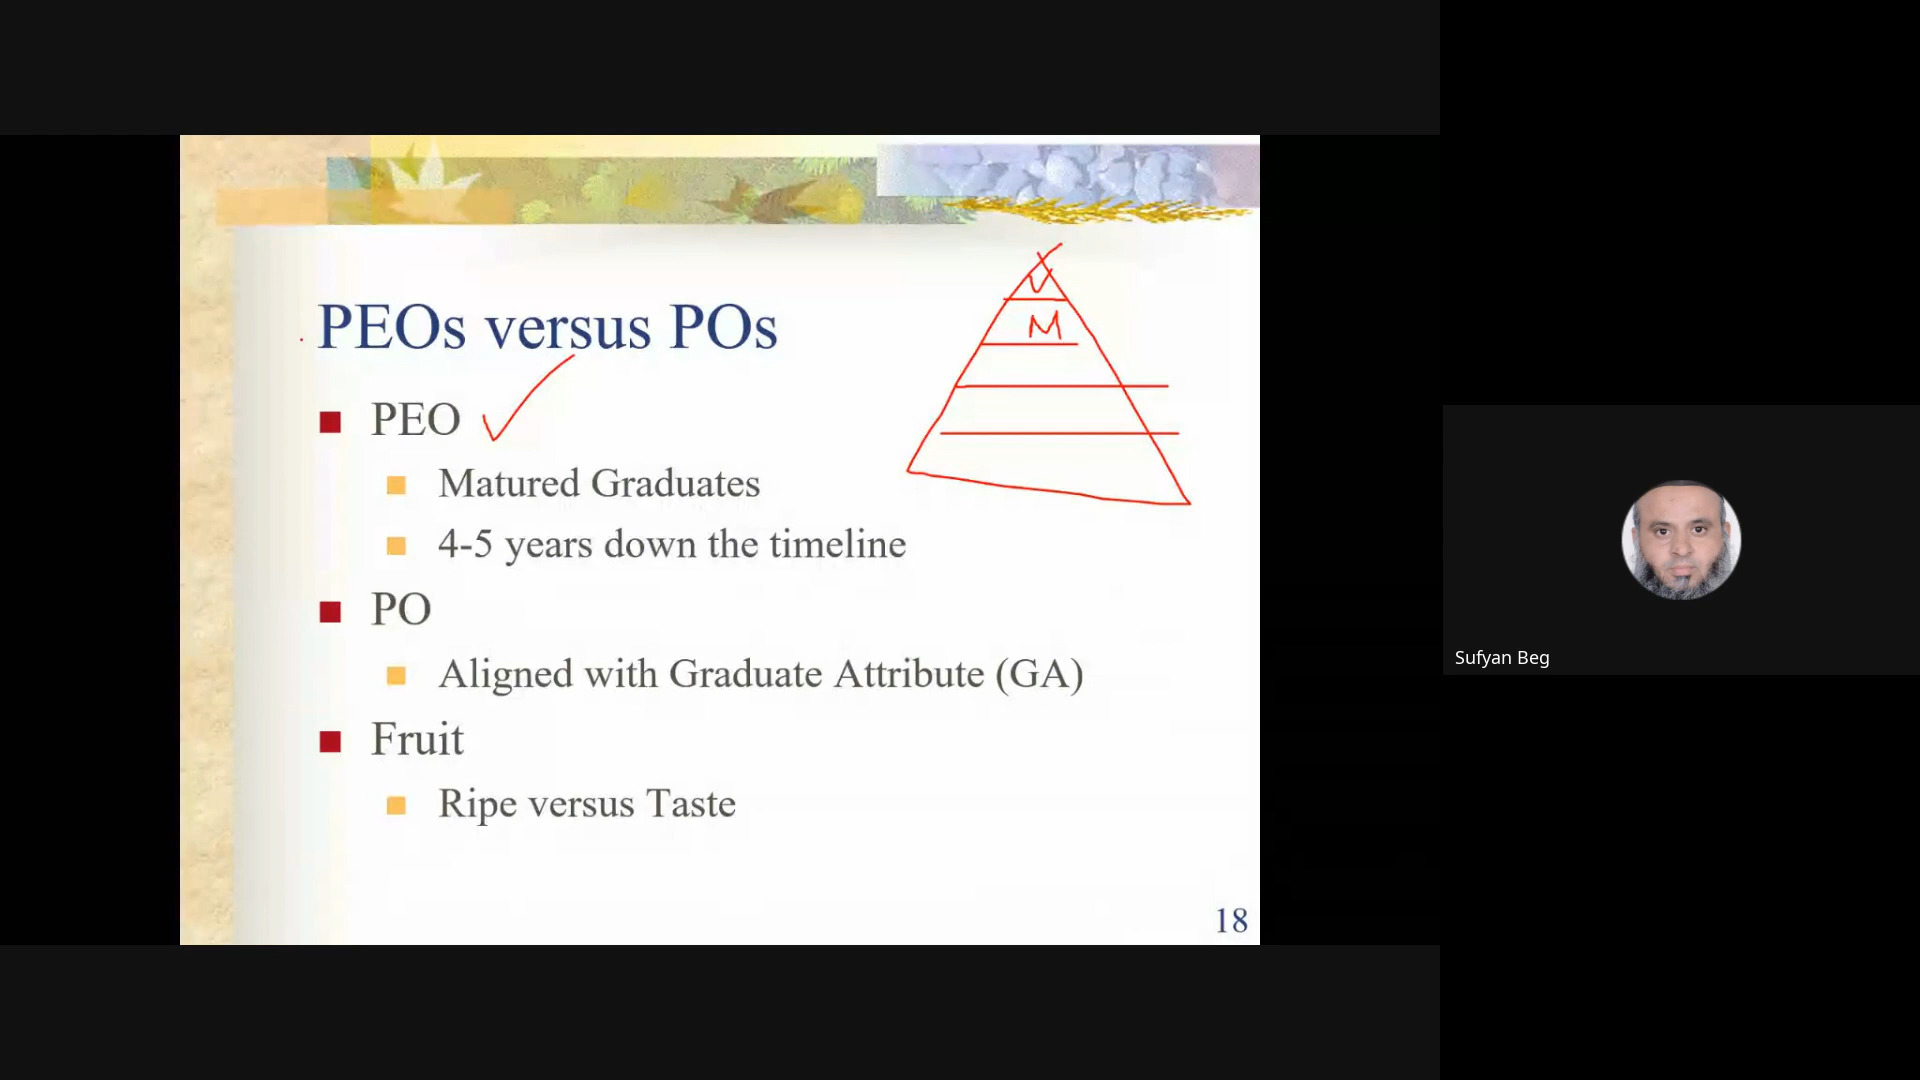 PEOs versus POs
V
M
PEO
Matured Graduates
4-5 years down the timeline
PO
Aligned with Graduate Attribute (GA)
Fruit
Ripe versus Taste
18
Sufyan Beg